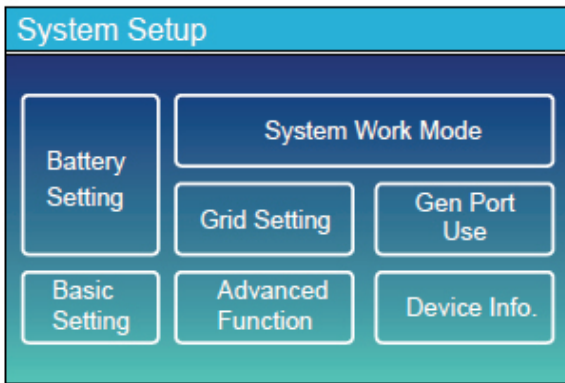 System Setup
System Work Mode
Battery
Setting
Grid Setting
Gen Port
Use
Basic
Setting
Advanced
Function
Device Info.